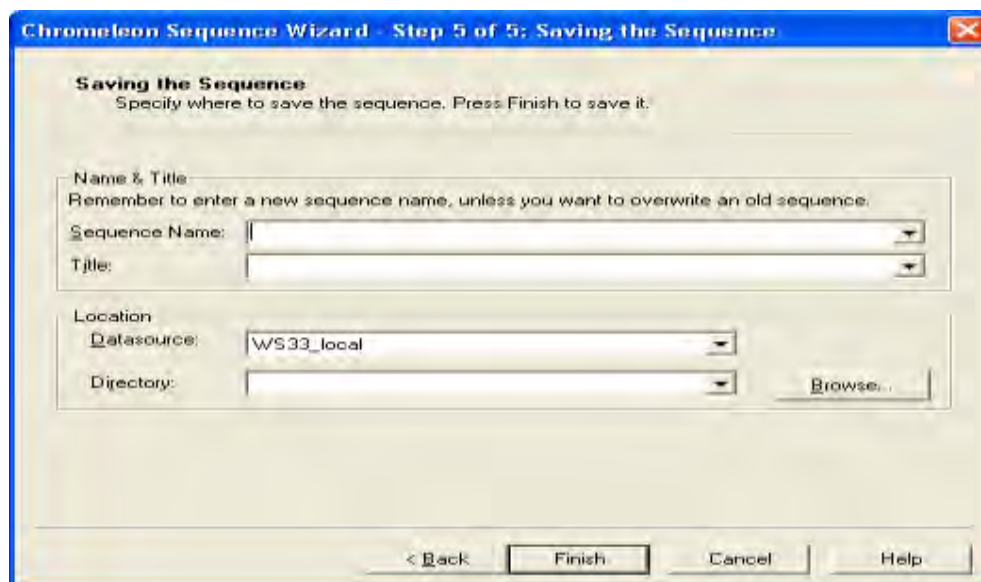 Chromeleon Sequence Wizard - Step 5 of 5: Saving the Sequence
Saving the Sequence
Specify where to save the sequence. Press Finish to save it.
Name & Title
Remember to enter a new sequence name, unless you want to overwrite an old sequence.
Sequence Name:
Title:
Location
Datasource: WS33_local
Directory: Browse...
< Back Finish Cancel Help